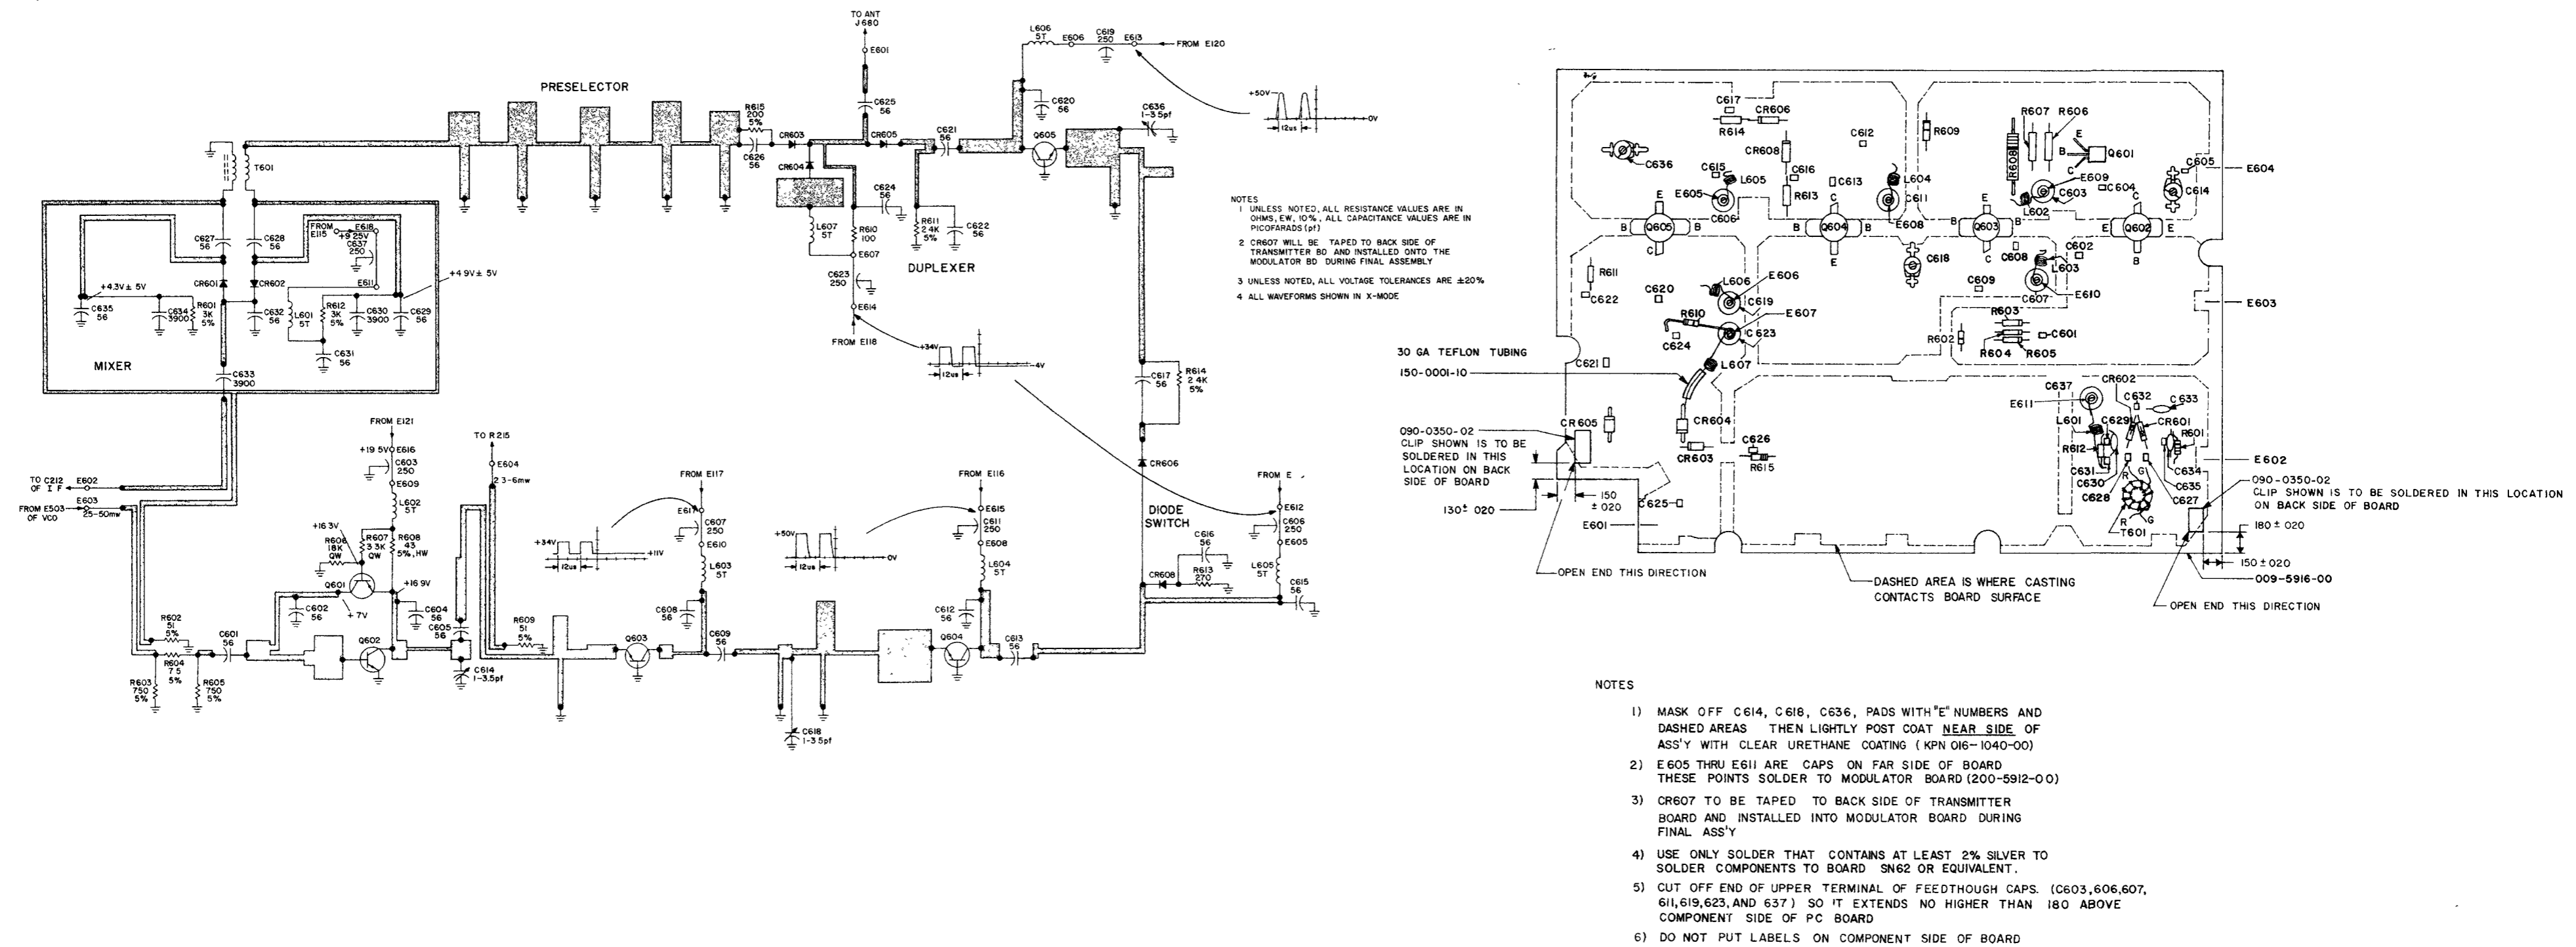 TO ANT
J680
E601
L606
5T
E606
C619
250
E613
FROM E120
PRESELECTOR
R615
200
5%
CR603
C626
56
C625
56
CR605
C621
56
C620
56
Q605
C636
1-3.5pf
+50V
12us
0V
T601
CR604
C624
56
L607
5T
R610
100
E607
R611
2 4K
5%
C622
56
DUPLEXER
C623
250
E614
FROM E118
+34V
12us
-4V
NOTES
1 UNLESS NOTED, ALL RESISTANCE VALUES ARE IN
OHMS, EW, 10%, ALL CAPACITANCE VALUES ARE IN
PICOFARADS (pf)
2 CR607 WILL BE TAPED TO BACK SIDE OF
TRANSMITTER BD AND INSTALLED ONTO THE
MODULATOR BD DURING FINAL ASSEMBLY
3 UNLESS NOTED, ALL VOLTAGE TOLERANCES ARE ±20%
4 ALL WAVEFORMS SHOWN IN X-MODE
C627
56
C628
56
FROM
E115
E618
+9 25V
C637
250
+4 9V± 5V
+4.3V± 5V
CR601
CR602
E611
C635
56
C634
3900
R601
3K
5%
C632
56
L601
5T
R612
3K
5%
C630
3900
C629
56
C631
56
MIXER
C633
3900
C617
56
R614
2 4K
5%
CR606
DIODE
SWITCH
TO C212
OF I F
E602
FROM E503
OF VCO
E603
25-50mw
FROM E121
+19 5V
E616
C603
250
E609
L602
5T
+16 3V
R606
18K
QW
R607
3 3K
QW
R608
43
5%, HW
Q601
+16 9V
C602
56
+ 7V
C604
56
C605
56
TO R215
E604
2 3-6mw
FROM E117
E617
C607
250
E610
L603
5T
+34V
12us
+11V
FROM E116
E615
C611
250
E608
L604
5T
+50V
12us
0V
FROM E
E612
C606
250
E605
L605
5T
C615
56
C616
56
CR608
R613
270
R602
51
5%
R604
7 5
5%
C601
56
R603
750
5%
R605
750
5%
Q602
C614
1-3.5pf
R609
51
5%
Q603
C608
56
C609
56
C618
1-3 5pf
C612
56
Q604
C613
56
C617
CR606
R614
C636
C612
CR608
C615
C616
L605
E605
C606
R613
C613
L604
C611
E608
R609
R607
R606
R608
E
B
C
Q601
E609
C603
L602
C604
C605
C614
E604
E
B
Q605
B
C
C
B
Q604
B
E
E
B
Q603
B
C
C
E
Q602
E
B
C618
C608
C602
L603
C609
C607
E610
R611
C622
C620
L606
E606
C619
E607
C623
R610
C624
E603
R603
R602
R604
R605
C601
C621
L607
30 GA TEFLON TUBING
150-0001-10
C637
CR602
C632
C633
E611
L601
C629
CR601
R601
R612
C631
C630
C628
C634
C635
C627
R
G
R
G
T601
E602
CR605
CR604
CR603
C626
R615
C625
090-0350-02
CLIP SHOWN IS TO BE
SOLDERED IN THIS
LOCATION ON BACK
SIDE OF BOARD
130± 020
150
± 020
E601
OPEN END THIS DIRECTION
DASHED AREA IS WHERE CASTING
CONTACTS BOARD SURFACE
090-0350-02
CLIP SHOWN IS TO BE SOLDERED IN THIS LOCATION
ON BACK SIDE OF BOARD
180 ± 020
150 ± 020
009-5916-00
OPEN END THIS DIRECTION
NOTES
1) MASK OFF C614, C618, C636, PADS WITH "E" NUMBERS AND
DASHED AREAS THEN LIGHTLY POST COAT NEAR SIDE OF
ASS'Y WITH CLEAR URETHANE COATING (KPN 016-1040-00)
2) E605 THRU E611 ARE CAPS ON FAR SIDE OF BOARD
THESE POINTS SOLDER TO MODULATOR BOARD (200-5912-00)
3) CR607 TO BE TAPED TO BACK SIDE OF TRANSMITTER
BOARD AND INSTALLED INTO MODULATOR BOARD DURING
FINAL ASS'Y
4) USE ONLY SOLDER THAT CONTAINS AT LEAST 2% SILVER TO
SOLDER COMPONENTS TO BOARD SN62 OR EQUIVALENT.
5) CUT OFF END OF UPPER TERMINAL OF FEEDTHOUGH CAPS. (C603,606,607,
611,619,623,AND 637) SO IT EXTENDS NO HIGHER THAN 180 ABOVE
COMPONENT SIDE OF PC BOARD
6) DO NOT PUT LABELS ON COMPONENT SIDE OF BOARD